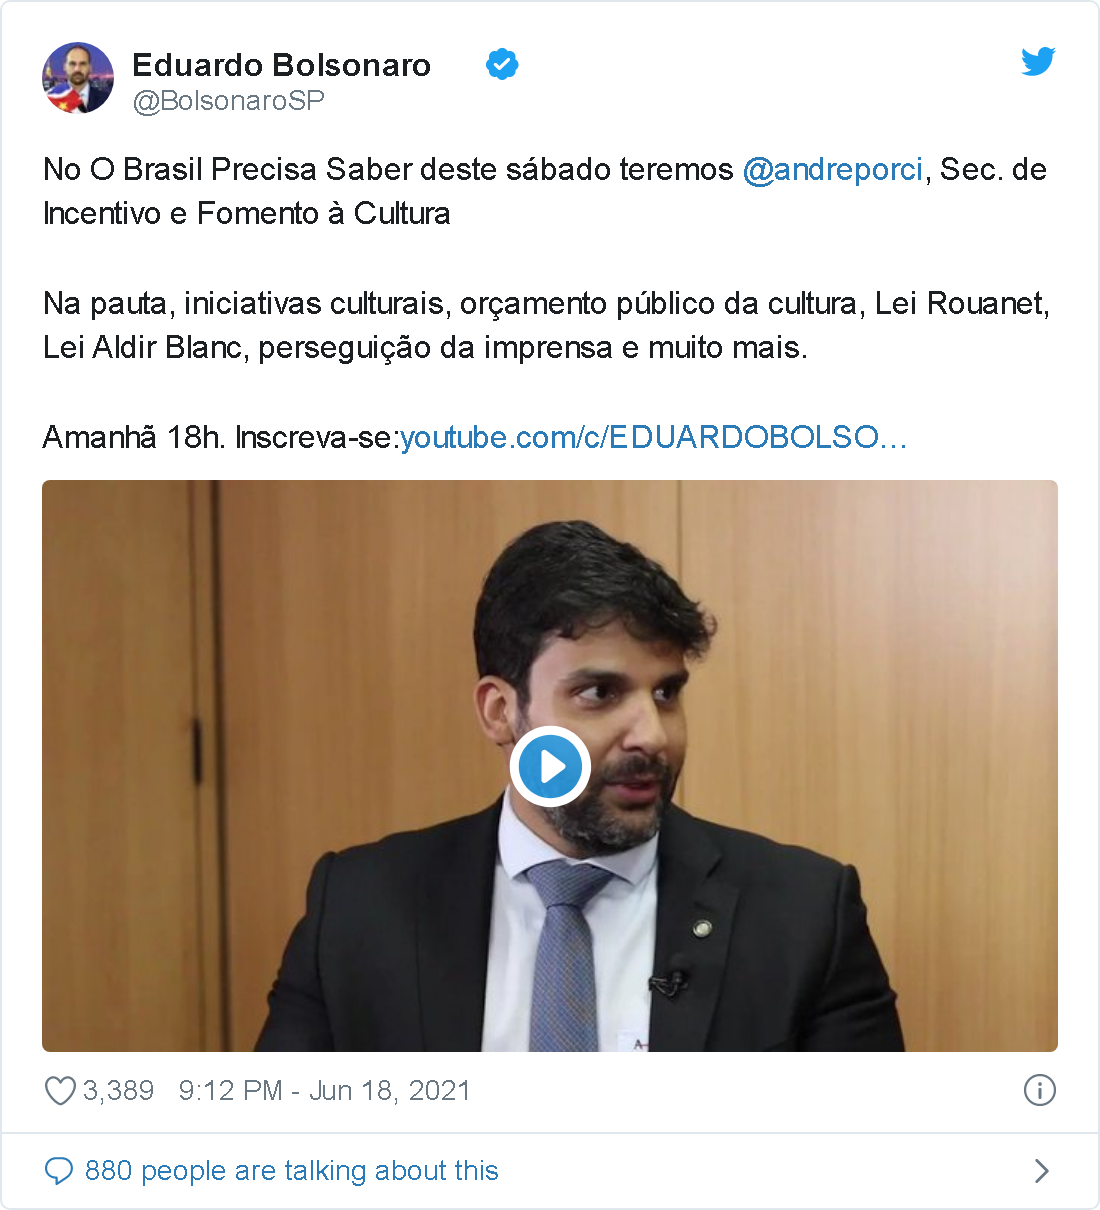 Eduardo Bolsonaro
@BolsonaroSP
No O Brasil Precisa Saber deste sábado teremos @andreporci, Sec. de
Incentivo e Fomento à Cultura
Na pauta, iniciativas culturais, orçamento público da cultura, Lei Rouanet,
Lei Aldir Blanc, perseguição da imprensa e muito mais.
Amanhã 18h. Inscreva-se:youtube.com/c/EDUARDOBOLSO…
3,389 9:12 PM - Jun 18, 2021
880 people are talking about this